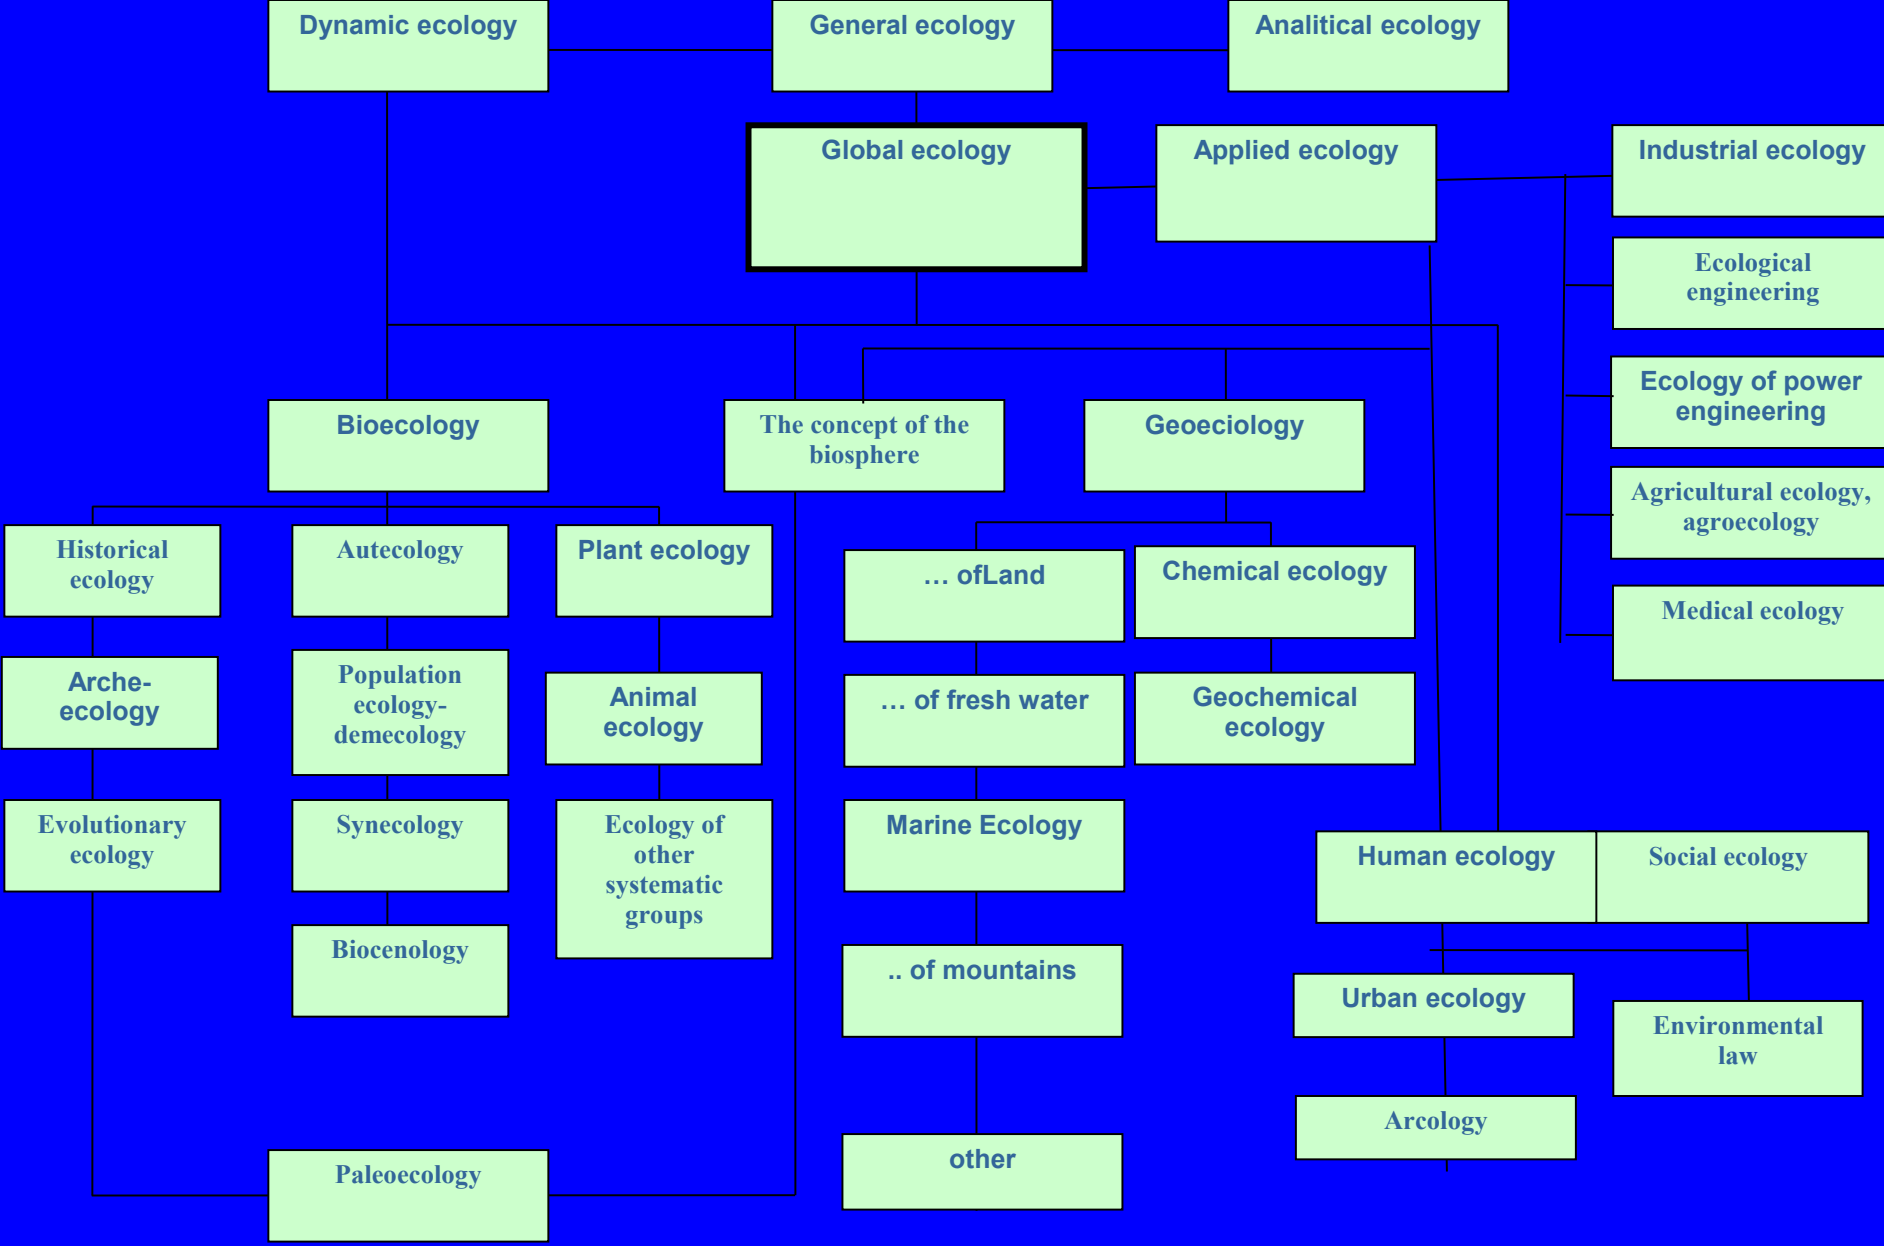 Dynamic ecology
General ecology
Analitical ecology
Global ecology
Applied ecology
Industrial ecology
Ecological
engineering
Ecology of power
engineering
Agricultural ecology,
agroecology
Medical ecology
Bioecology
The concept of the
biosphere
Geoeciology
Historical
ecology
Autecology
Plant ecology
... ofLand
Chemical ecology
Arche-
ecology
Population
ecology-
demecology
Animal
ecology
... of fresh water
Geochemical
ecology
Evolutionary
ecology
Synecology
Ecology of
other
systematic
groups
Marine Ecology
Human ecology
Social ecology
Biocenology
.. of mountains
Urban ecology
Environmental
law
Arcology
Paleoecology
other